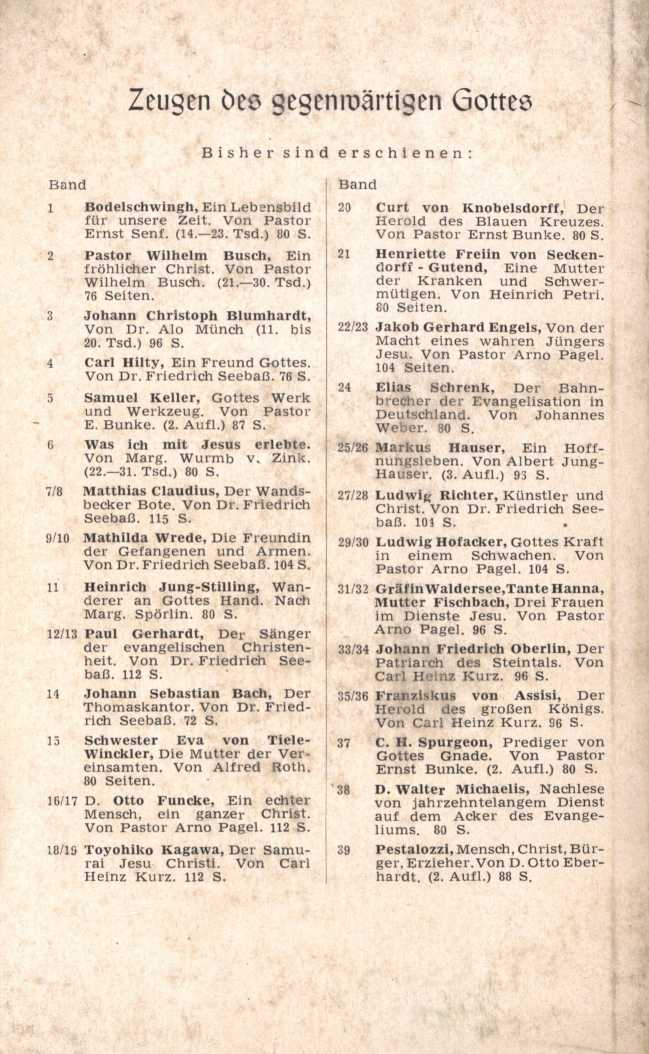 Zeugen des gegenwärtigen Gottes
Bisher sind erschienen:
Band
1 Bodelschwingh, Ein Lebensbild
für unsere Zeit. Von Pastor
Ernst Senf. (14.—23. Tsd.) 80 S.
2 Pastor Wilhelm Busch, Ein
fröhlicher Christ. Von Pastor
Wilhelm Busch. (21.—30. Tsd.)
76 Seiten.
3 Johann Christoph Blumhardt,
Von Dr. Alo Münch (11. bis
20. Tsd.) 96 S.
4 Carl Hilty, Ein Freund Gottes.
Von Dr. Friedrich Seebaß. 76 S.
5 Samuel Keller, Gottes Werk
und Werkzeug. Von Pastor
E. Bunke. (2. Aufl.) 87 S.
6 Was ich mit Jesus erlebte.
Von Marg. Wurmb v. Zink.
(22.—31. Tsd.) 80 S.
7/8 Matthias Claudius, Der Wands-
becker Bote. Von Dr. Friedrich
Seebaß. 115 S.
9/10 Mathilda Wrede, Die Freundin
der Gefangenen und Armen.
Von Dr. Friedrich Seebaß. 104 S.
11 Heinrich Jung-Stilling, Wan-
derer an Gottes Hand. Nach
Marg. Spörlin. 80 S.
12/13 Paul Gerhardt, Der Sänger
der evangelischen Christen-
heit. Von Dr. Friedrich See-
baß. 112 S.
14 Johann Sebastian Bach, Der
Thomaskantor. Von Dr. Fried-
rich Seebaß. 72 S.
15 Schwester Eva von Tiele-
Winckler, Die Mutter der Ver-
einsamten. Von Alfred Roth.
80 Seiten.
16/17 D. Otto Funcke, Ein echter
Mensch, ein ganzer Christ.
Von Pastor Arno Pagel. 112 S.
18/19 Toyohiko Kagawa, Der Samu-
rai Jesu Christi. Von Carl
Heinz Kurz. 112 S.
Band
20 Curt von Knobelsdorff, Der
Herold des Blauen Kreuzes.
Von Pastor Ernst Bunke. 80 S.
21 Henriette Freiin von Secken-
dorff-Gutend, Eine Mutter
der Kranken und Schwer-
mütigen. Von Heinrich Petri.
80 Seiten.
22/23 Jakob Gerhard Engels, Von der
Macht eines wahren Jüngers
Jesu. Von Pastor Arno Pagel.
104 Seiten.
24 Elias Schrenk, Der Bahn-
brecher der Evangelisation in
Deutschland. Von Johannes
Weber. 80 S.
25/26 Markus Hauser, Ein Hoff-
nungsleben. Von Albert Jung-
Hauser. (3. Aufl.) 93 S.
27/28 Ludwig Richter, Künstler und
Christ. Von Dr. Friedrich See-
baß. 104 S.
29/30 Ludwig Hofacker, Gottes Kraft
in einem Schwachen. Von
Pastor Arno Pagel. 104 S.
31/32 Gräfin Waldersee, Tante Hanna,
Mutter Fischbach, Drei Frauen
im Dienste Jesu. Von Pastor
Arno Pagel. 96 S.
33/34 Johann Friedrich Oberlin, Der
Patriarch des Steintals. Von
Carl Heinz Kurz. 96 S.
35/36 Franziskus von Assisi, Der
Herold des großen Königs.
Von Carl Heinz Kurz. 96 S.
37 C. H. Spurgeon, Prediger von
Gottes Gnade. Von Pastor
Ernst Bunke. (2. Aufl.) 80 S.
38 D. Walter Michaelis, Nachlese
von jahrzehntelangem Dienst
auf dem Acker des Evange-
liums. 80 S.
39 Pestalozzi, Mensch, Christ, Bür-
ger, Erzieher. Von D. Otto Eber-
hardt. (2. Aufl.) 88 S.